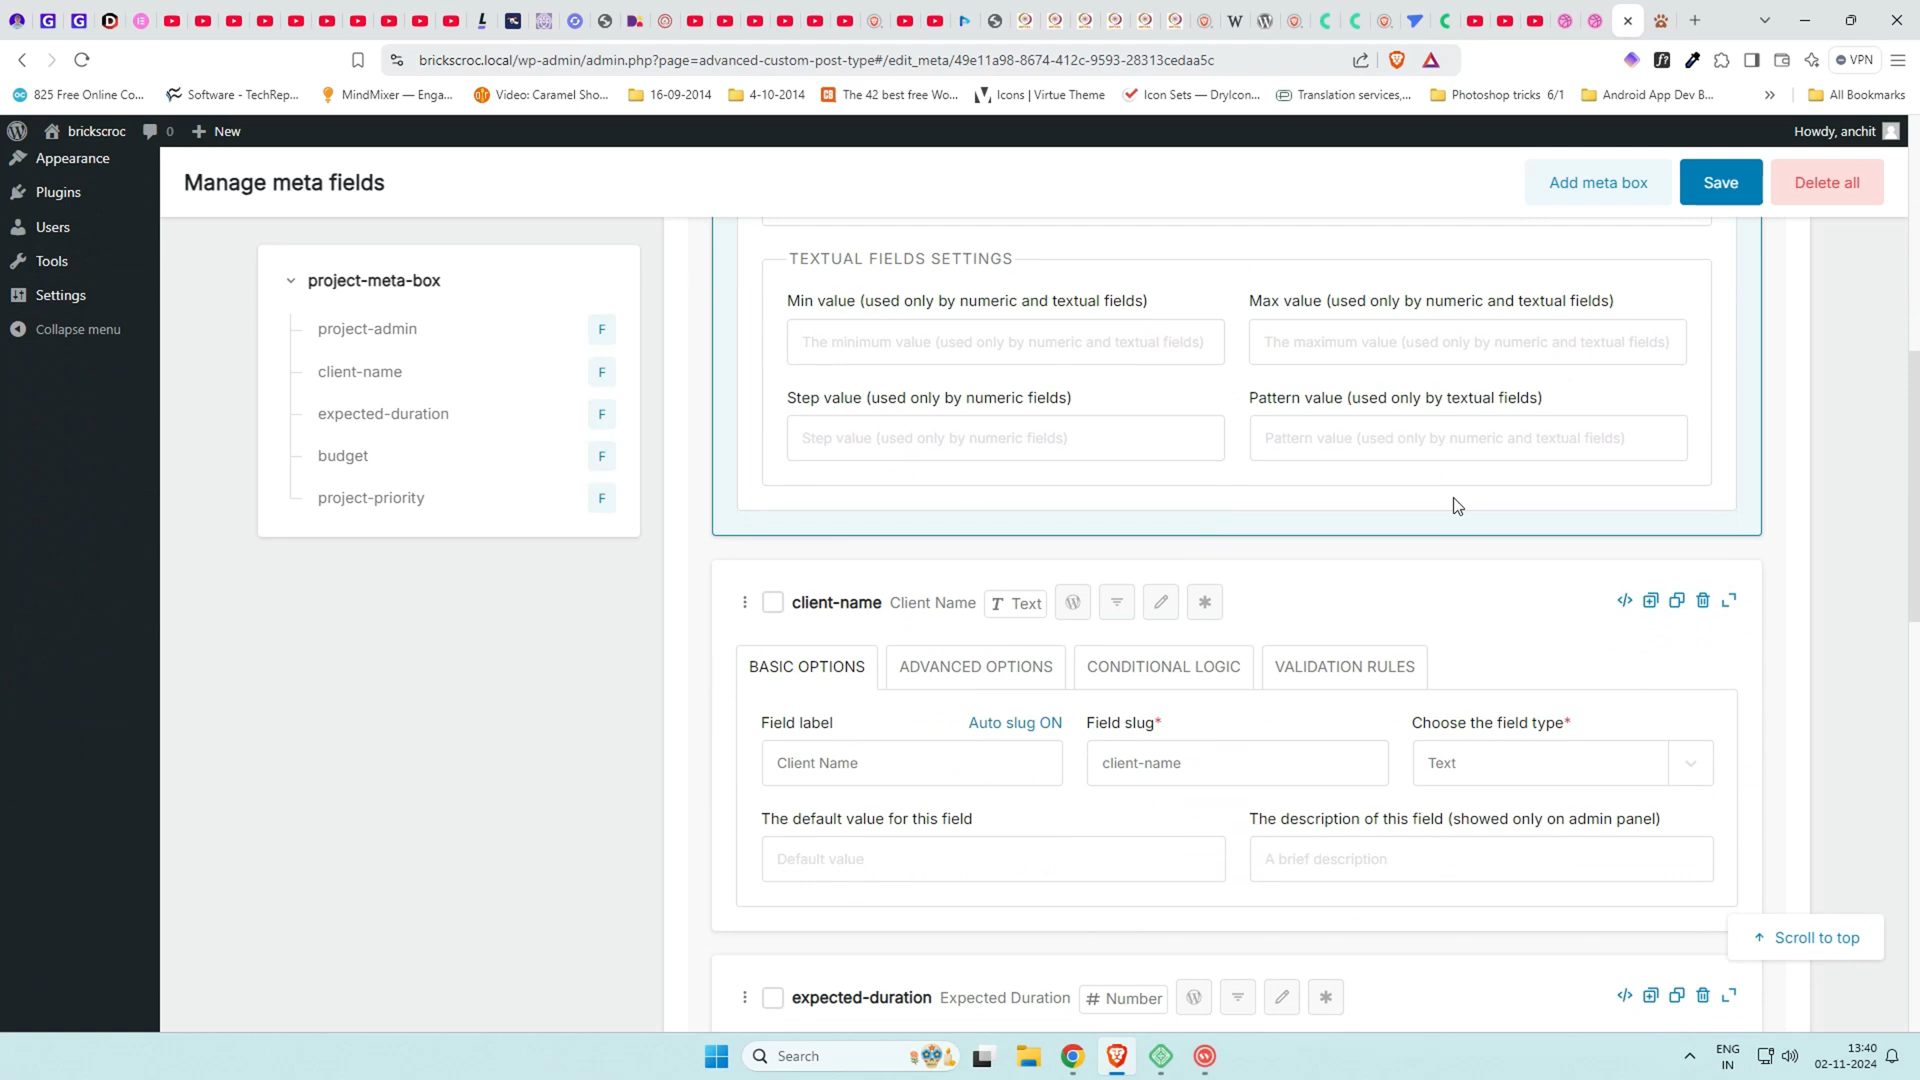 brickscroc.local/wp-admin/admin.php?page=advanced-custom-post-type#/edit_meta/49e11a98-8674-412c-9593-28313cedaa5c
VPN
825 Free Online Co...
Software - TechRep...
MindMixer — Enga...
Video: Caramel Sho...
16-09-2014
4-10-2014
The 42 best free Wo...
Icons | Virtue Theme
Icon Sets — DryIcon...
Translation services,...
Photoshop tricks 6/1
Android App Dev B...
»
All Bookmarks
brickscroc
0
New
Howdy, anchit
Appearance
Plugins
Users
Tools
Settings
Collapse menu
Manage meta fields
Add meta box
Save
Delete all
project-meta-box
project-admin F
client-name F
expected-duration F
budget F
project-priority F
TEXTUAL FIELDS SETTINGS
Min value (used only by numeric and textual fields)
Max value (used only by numeric and textual fields)
The minimum value (used only by numeric and textual fields)
The maximum value (used only by numeric and textual fields)
Step value (used only by numeric fields)
Pattern value (used only by textual fields)
Step value (used only by numeric fields)
Pattern value (used only by numeric and textual fields)
client-name Client Name T Text
BASIC OPTIONS
ADVANCED OPTIONS
CONDITIONAL LOGIC
VALIDATION RULES
Field label
Auto slug ON
Field slug*
Choose the field type*
Client Name
client-name
Text
The default value for this field
The description of this field (showed only on admin panel)
Default value
A brief description
Scroll to top
expected-duration Expected Duration # Number
Search
ENG
IN
13:40
02-11-2024